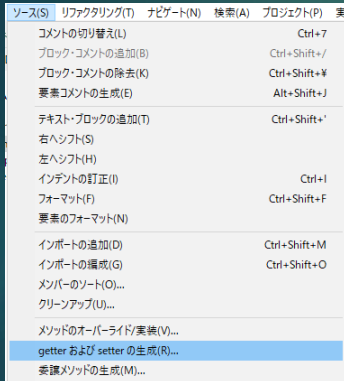 ソース(S) リファクタリング(T) ナビゲート(N) 検索(A) プロジェクト(P) 実
コメントの切り替え(L) Ctrl+7
ブロック・コメントの追加(B) Ctrl+Shift+/
ブロック・コメントの除去(K) Ctrl+Shift+¥
要素コメントの生成(E) Alt+Shift+J
テキスト・ブロックの追加(T) Ctrl+Shift+'
右へシフト(S)
左へシフト(H)
インデントの訂正(I) Ctrl+I
フォーマット(F) Ctrl+Shift+F
要素のフォーマット(N)
インポートの追加(D) Ctrl+Shift+M
インポートの編成(G) Ctrl+Shift+O
メンバーのソート(O)...
クリーンアップ(U)...
メソッドのオーバーライド/実装(V)...
getter および setter の生成(R)...
委譲メソッドの生成(M)...